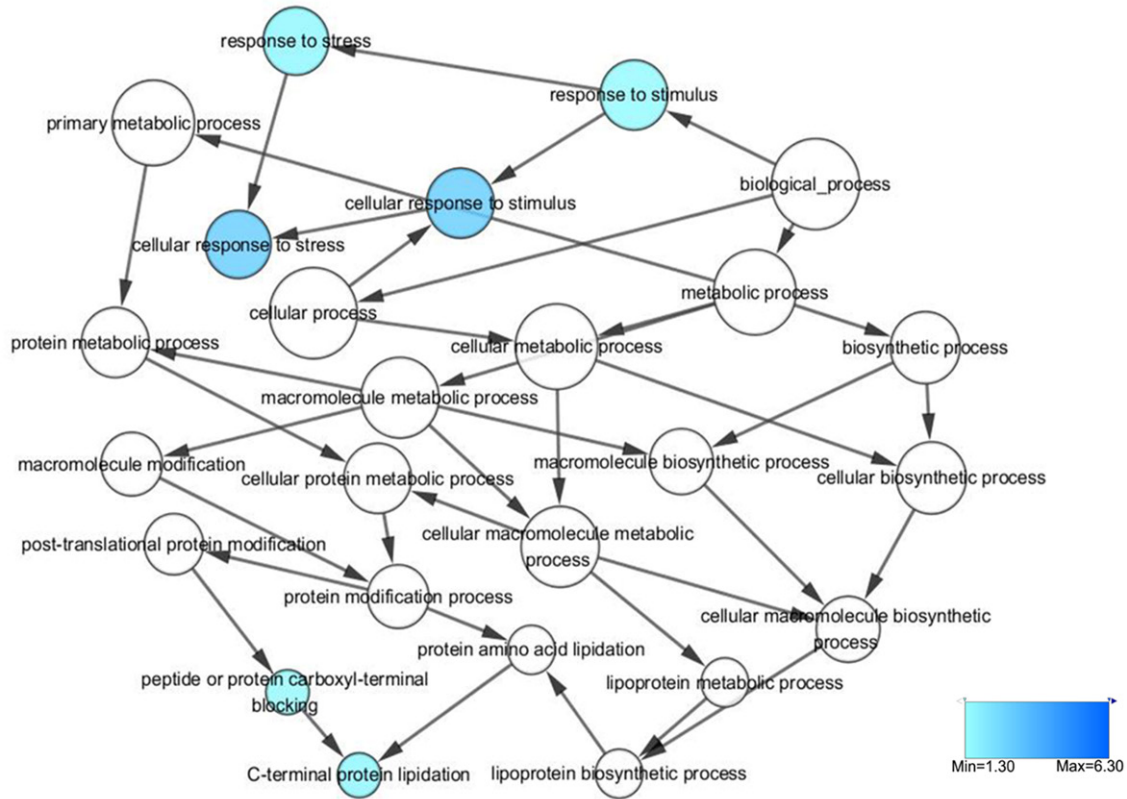 response to stress
response to stimulus
primary metabolic process
biological_process
cellular response to stimulus
cellular response to stress
metabolic process
cellular process
protein metabolic process
cellular metabolic process
biosynthetic process
macromolecule metabolic process
macromolecule modification
macromolecule biosynthetic process
cellular protein metabolic process
cellular biosynthetic process
cellular macromolecule metabolic
process
post-translational protein modification
protein modification process
cellular macromolecule biosynthetic
process
protein amino acid lipidation
peptide or protein carboxyl-terminal
blocking
lipoprotein metabolic process
C-terminal protein lipidation
lipoprotein biosynthetic process
Min=1.30
Max=6.30